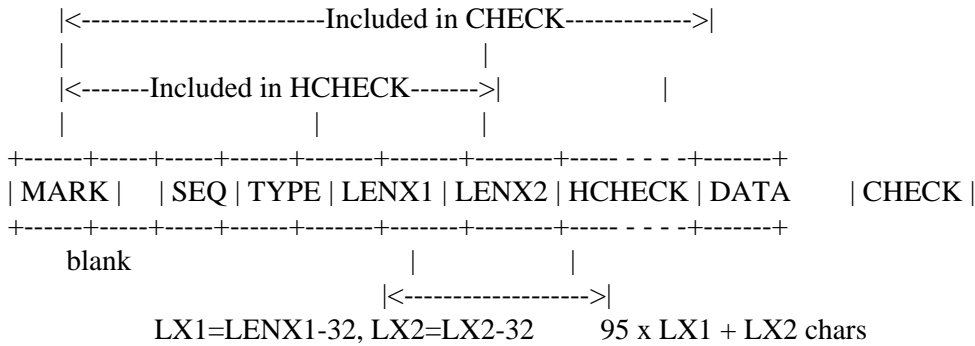 |<-------------------------Included in CHECK------------->|
| |
|<-------Included in HCHECK------->| |
| | |
+------+-----+-----+------+-------+-------+--------+----- - - - -+-------+
| MARK | | SEQ | TYPE | LENX1 | LENX2 | HCHECK | DATA | CHECK |
+------+-----+-----+------+-------+-------+--------+----- - - - -+-------+
blank | |
|<------------------->|
LX1=LENX1-32, LX2=LX2-32 95 x LX1 + LX2 chars